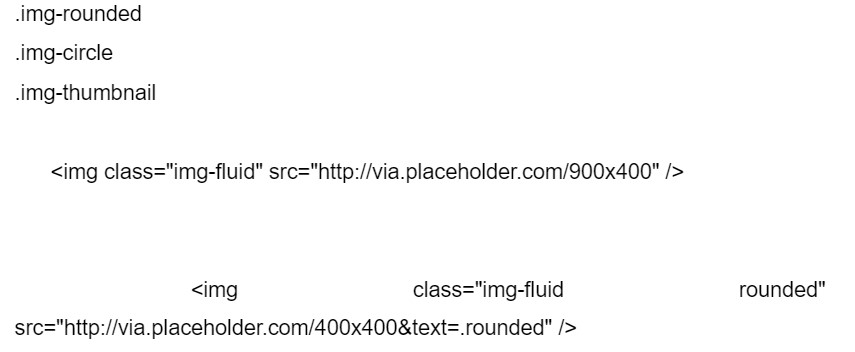 .img-rounded
.img-circle
.img-thumbnail
<img class="img-fluid" src="http://via.placeholder.com/900x400" />
<img class="img-fluid rounded"
src="http://via.placeholder.com/400x400&text=.rounded" />